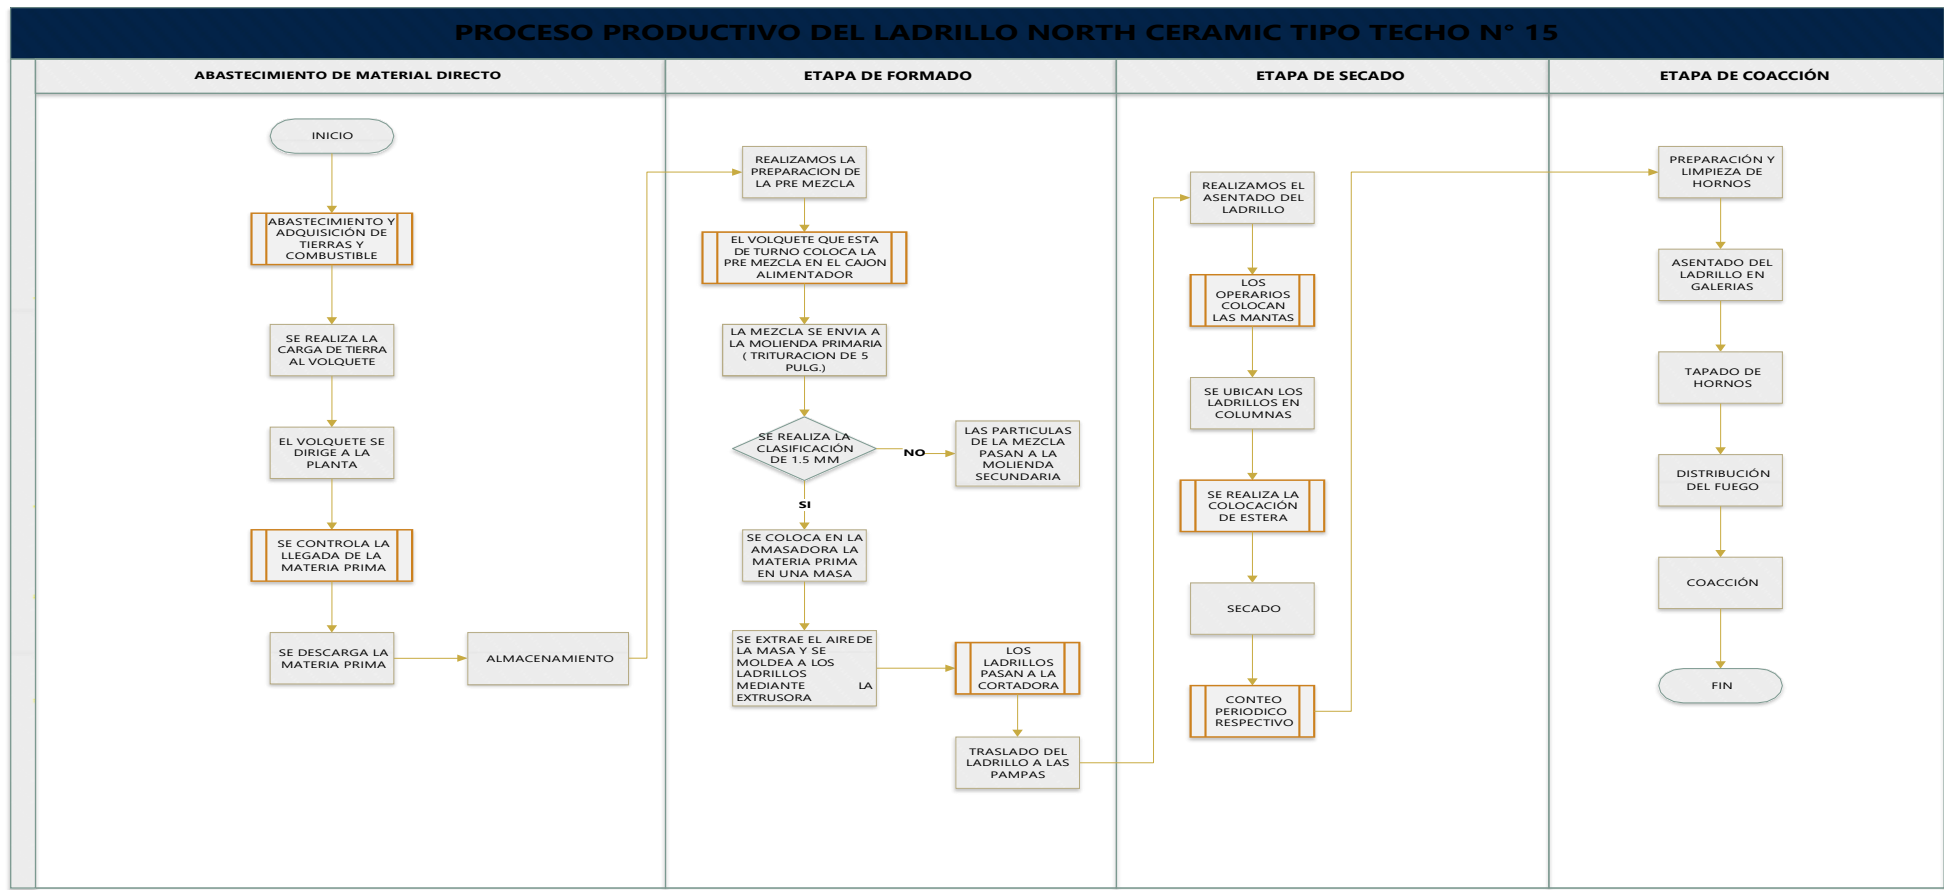 PROCESO PRODUCTIVO DEL LADRILLO NORTH CERAMIC TIPO TECHO N° 15
ABASTECIMIENTO DE MATERIAL DIRECTO
ETAPA DE FORMADO
ETAPA DE SECADO
ETAPA DE COACCIÓN
INICIO
ABASTECIMIENTO Y
ADQUISICIÓN DE
TIERRAS Y
COMBUSTIBLE
SE REALIZA LA
CARGA DE TIERRA
AL VOLQUETE
EL VOLQUETE SE
DIRIGE A LA
PLANTA
SE CONTROLA LA
LLEGADA DE LA
MATERIA PRIMA
SE DESCARGA LA
MATERIA PRIMA
ALMACENAMIENTO
REALIZAMOS LA
PREPARACION DE
LA PRE MEZCLA
EL VOLQUETE QUE ESTA
DE TURNO COLOCA LA
PRE MEZCLA EN EL CAJON
ALIMENTADOR
LA MEZCLA SE ENVIA A
LA MOLIENDA PRIMARIA
( TRITURACION DE 5
PULG.)
SE REALIZA LA
CLASIFICACIÓN
DE 1.5 MM
NO
LAS PARTICULAS
DE LA MEZCLA
PASAN A LA
MOLIENDA
SECUNDARIA
SI
SE COLOCA EN LA
AMASADORA LA
MATERIA PRIMA
EN UNA MASA
SE EXTRAE EL AIRE DE
LA MASA Y SE
MOLDEA A LOS
LADRILLOS
MEDIANTE LA
EXTRUSORA
LOS
LADRILLOS
PASAN A LA
CORTADORA
TRASLADO DEL
LADRILLO A LAS
PAMPAS
REALIZAMOS EL
ASENTADO DEL
LADRILLO
LOS
OPERARIOS
COLOCAN
LAS MANTAS
SE UBICAN LOS
LADRILLOS EN
COLUMNAS
SE REALIZA LA
COLOCACIÓN
DE ESTERA
SECADO
CONTEO
PERIODICO
RESPECTIVO
PREPARACIÓN Y
LIMPIEZA DE
HORNOS
ASENTADO DEL
LADRILLO EN
GALERIAS
TAPADO DE
HORNOS
DISTRIBUCIÓN
DEL FUEGO
COACCIÓN
FIN